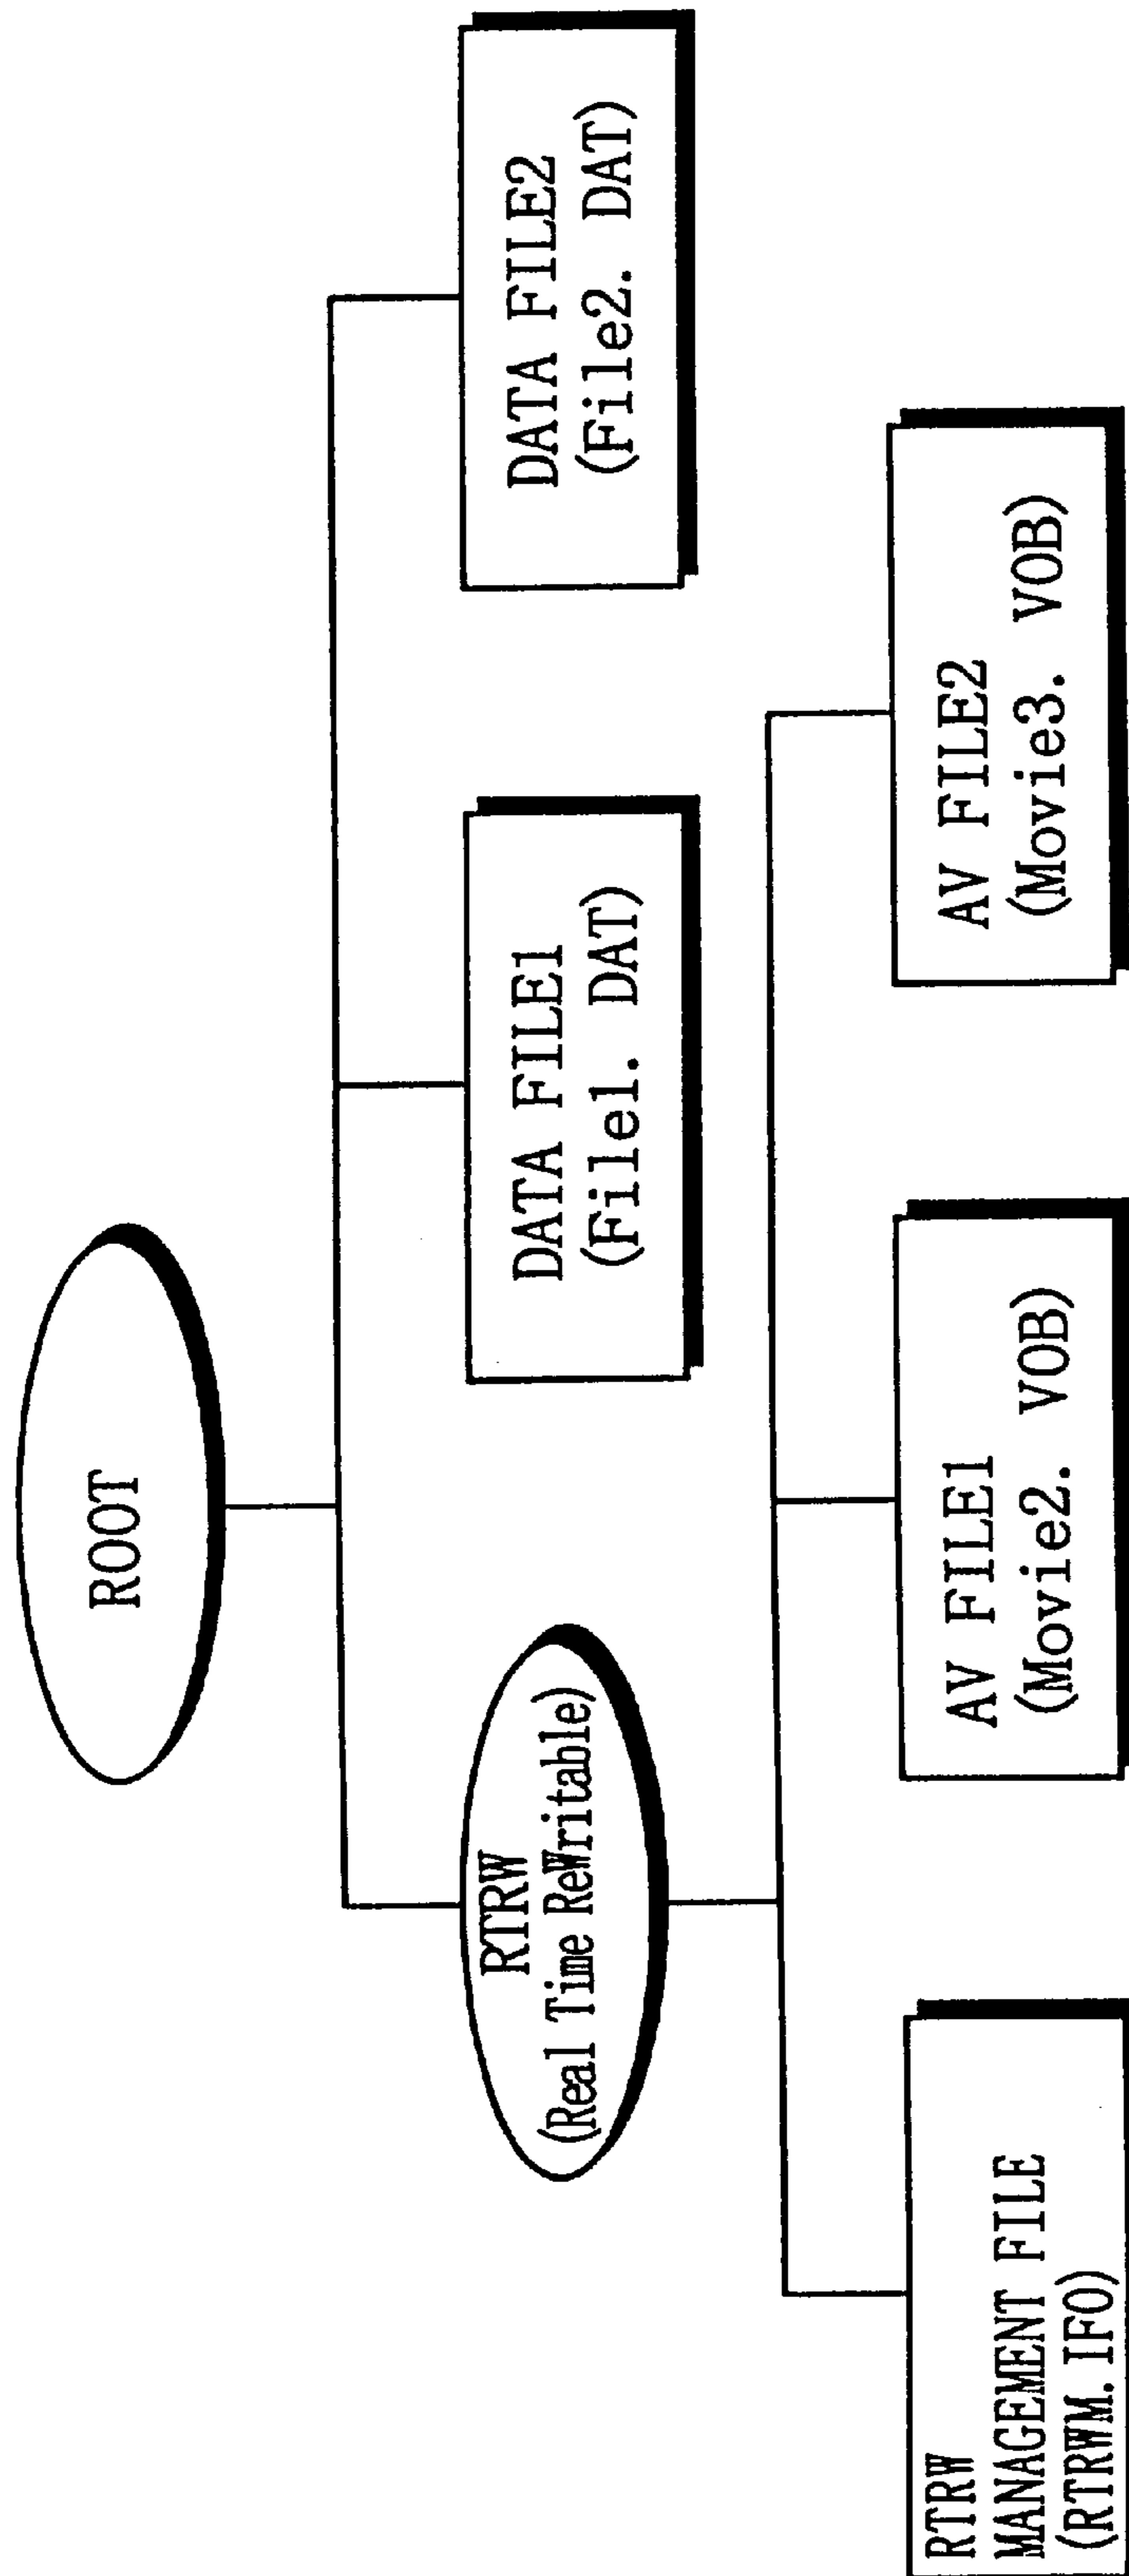 ROOT
RTRW
(Real Time ReWritable)
DATA FILE1
(File1. DAT)
DATA FILE2
(File2. DAT)
RTRW
MANAGEMENT FILE
(RTRWM. IFO)
AV FILE1
(Movie2. VOB)
AV FILE2
(Movie3. VOB)